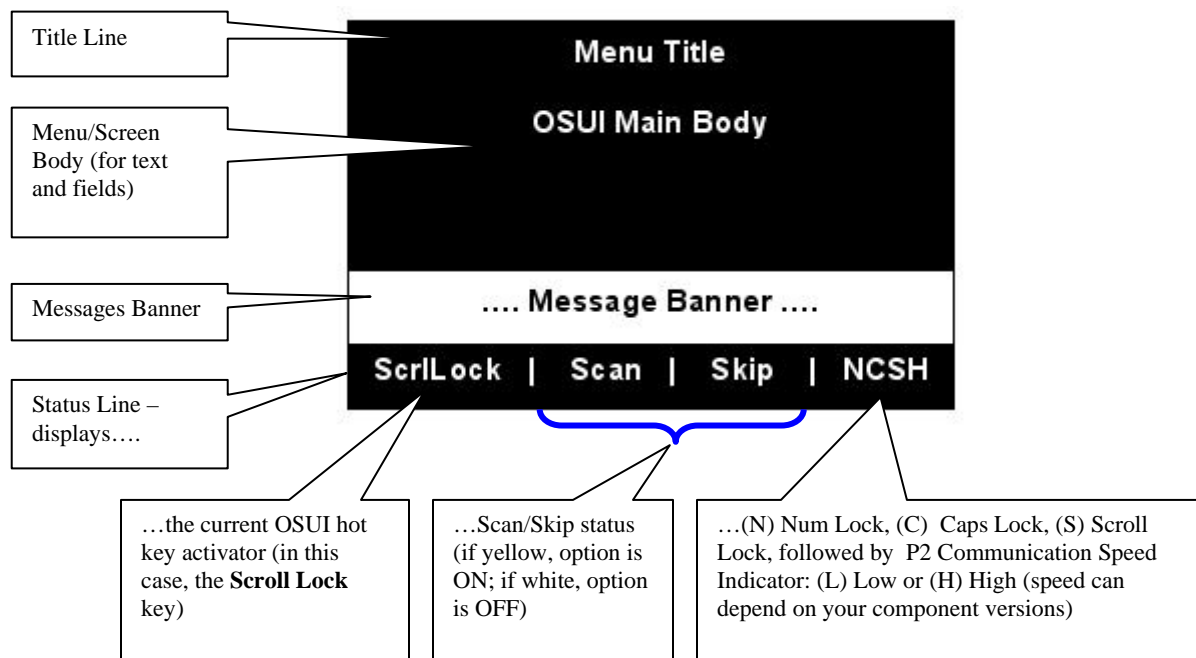 Title Line
Menu Title
Menu/Screen
Body (for text
and fields)
OSUI Main Body
Messages Banner
.... Message Banner ....
Status Line –
displays….
ScrlLock | Scan | Skip | NCSH
…the current OSUI hot
key activator (in this
case, the Scroll Lock
key)
…Scan/Skip status
(if yellow, option is
ON; if white, option
is OFF)
…(N) Num Lock, (C) Caps Lock, (S) Scroll
Lock, followed by P2 Communication Speed
Indicator: (L) Low or (H) High (speed can
depend on your component versions)